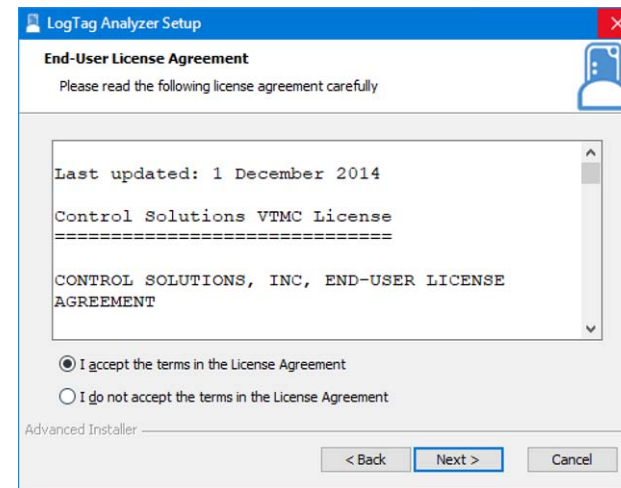 LogTag Analyzer Setup
End-User License Agreement
Please read the following license agreement carefully
Last updated: 1 December 2014
Control Solutions VTMC License
==============================
CONTROL SOLUTIONS, INC, END-USER LICENSE
AGREEMENT
I accept the terms in the License Agreement
I do not accept the terms in the License Agreement
Advanced Installer
< Back Next > Cancel